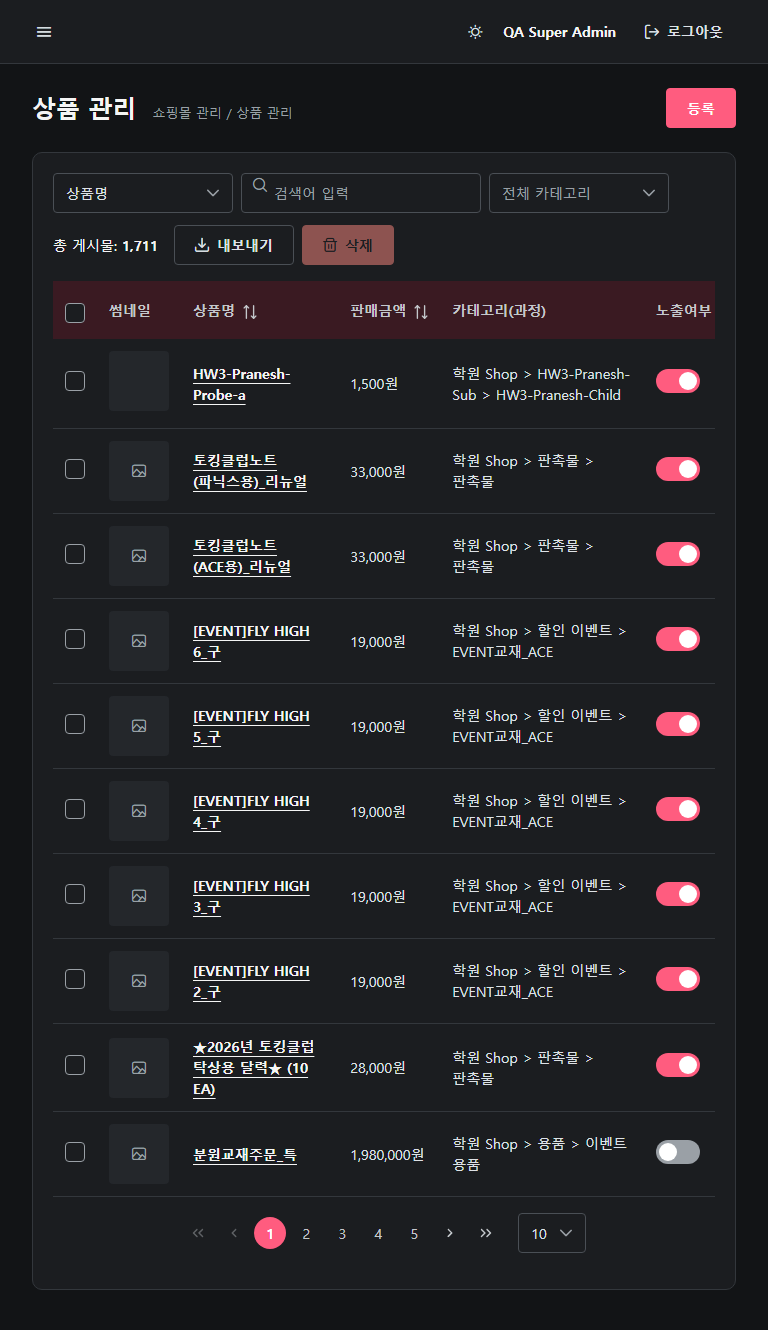 QA Super Admin 로그아웃
상품 관리 쇼핑몰 관리 / 상품 관리 등록
상품명 검색어 입력 전체 카테고리
총 게시물: 1,711 내보내기 삭제
썸네일 상품명 판매금액 카테고리(과정) 노출여부
HW3-Pranesh-
Probe-a
1,500원
학원 Shop > HW3-Pranesh-
Sub > HW3-Pranesh-Child
토킹클럽노트
(파닉스용)_리뉴얼
33,000원
학원 Shop > 판촉물 >
판촉물
토킹클럽노트
(ACE용)_리뉴얼
33,000원
학원 Shop > 판촉물 >
판촉물
[EVENT]FLY HIGH
6_구
19,000원
학원 Shop > 할인 이벤트 >
EVENT교재_ACE
[EVENT]FLY HIGH
5_구
19,000원
학원 Shop > 할인 이벤트 >
EVENT교재_ACE
[EVENT]FLY HIGH
4_구
19,000원
학원 Shop > 할인 이벤트 >
EVENT교재_ACE
[EVENT]FLY HIGH
3_구
19,000원
학원 Shop > 할인 이벤트 >
EVENT교재_ACE
[EVENT]FLY HIGH
2_구
19,000원
학원 Shop > 할인 이벤트 >
EVENT교재_ACE
★2026년 토킹클럽
탁상용 달력★ (10
EA)
28,000원
학원 Shop > 판촉물 >
판촉물
분원교재주문_특
1,980,000원
학원 Shop > 용품 > 이벤트
용품
1 2 3 4 5 10